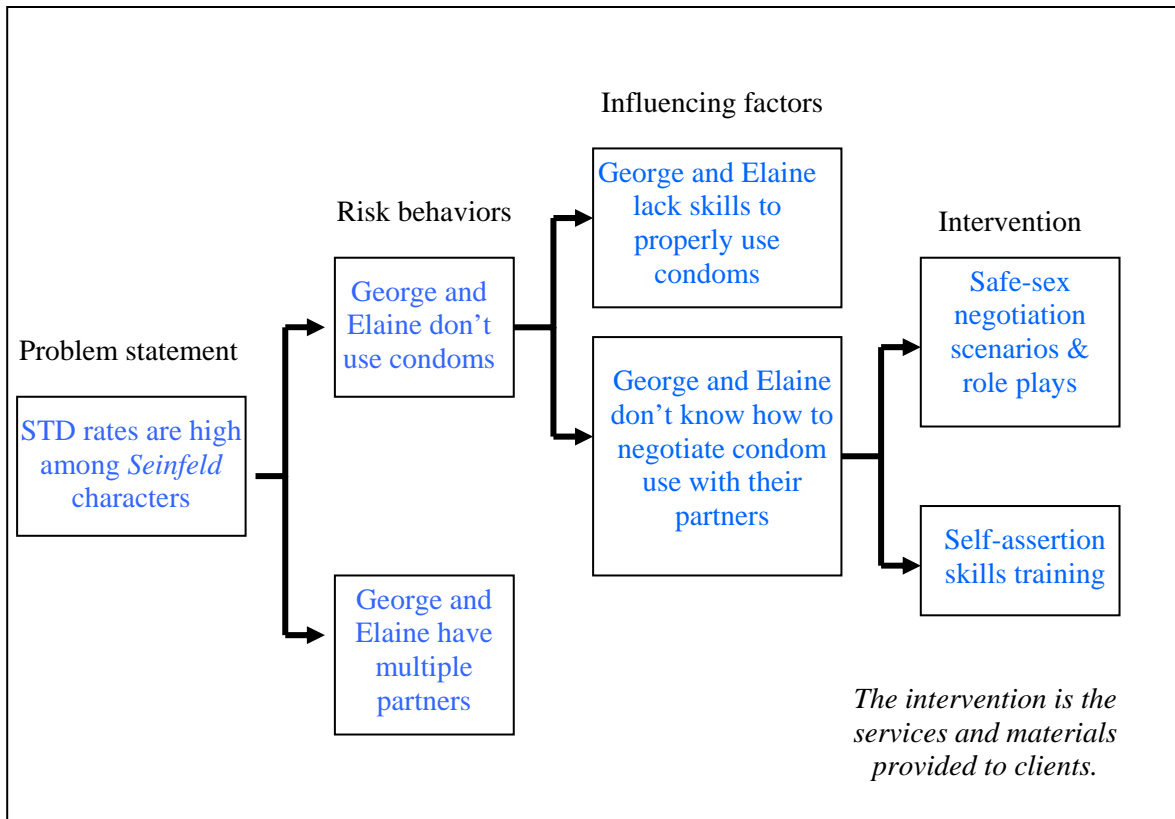 Problem statement
STD rates are high
among Seinfeld
characters
Risk behaviors
George and
Elaine don’t
use condoms
George and
Elaine have
multiple
partners
Influencing factors
George and Elaine
lack skills to
properly use
condoms
George and Elaine
don’t know how to
negotiate condom
use with their
partners
Intervention
Safe-sex
negotiation
scenarios &
role plays
Self-assertion
skills training
The intervention is the
services and materials
provided to clients.